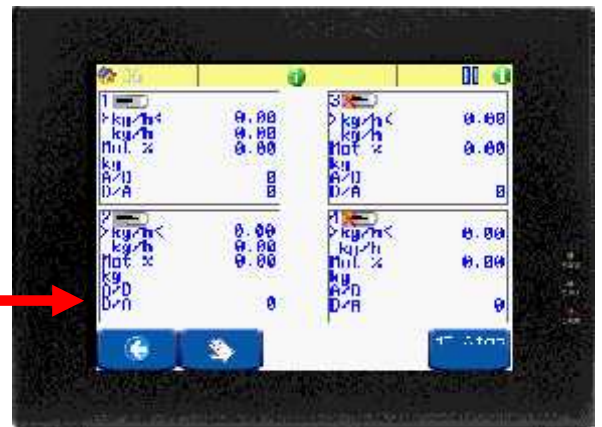 1
>kg/h< 0.00
kg/h 0.00
Mot % 0.00
kg
A/D 0
D/A 0
3
>kg/h< 0.00
kg/h
Mot % 0.00
kg
A/D
D/A 0
2
>kg/h< 0.00
kg/h 0.00
Mot % 0.00
kg
A/D
D/A 0
4
>kg/h< 0.00
kg/h
Mot % 0.00
kg
A/D
D/A 0
Stop